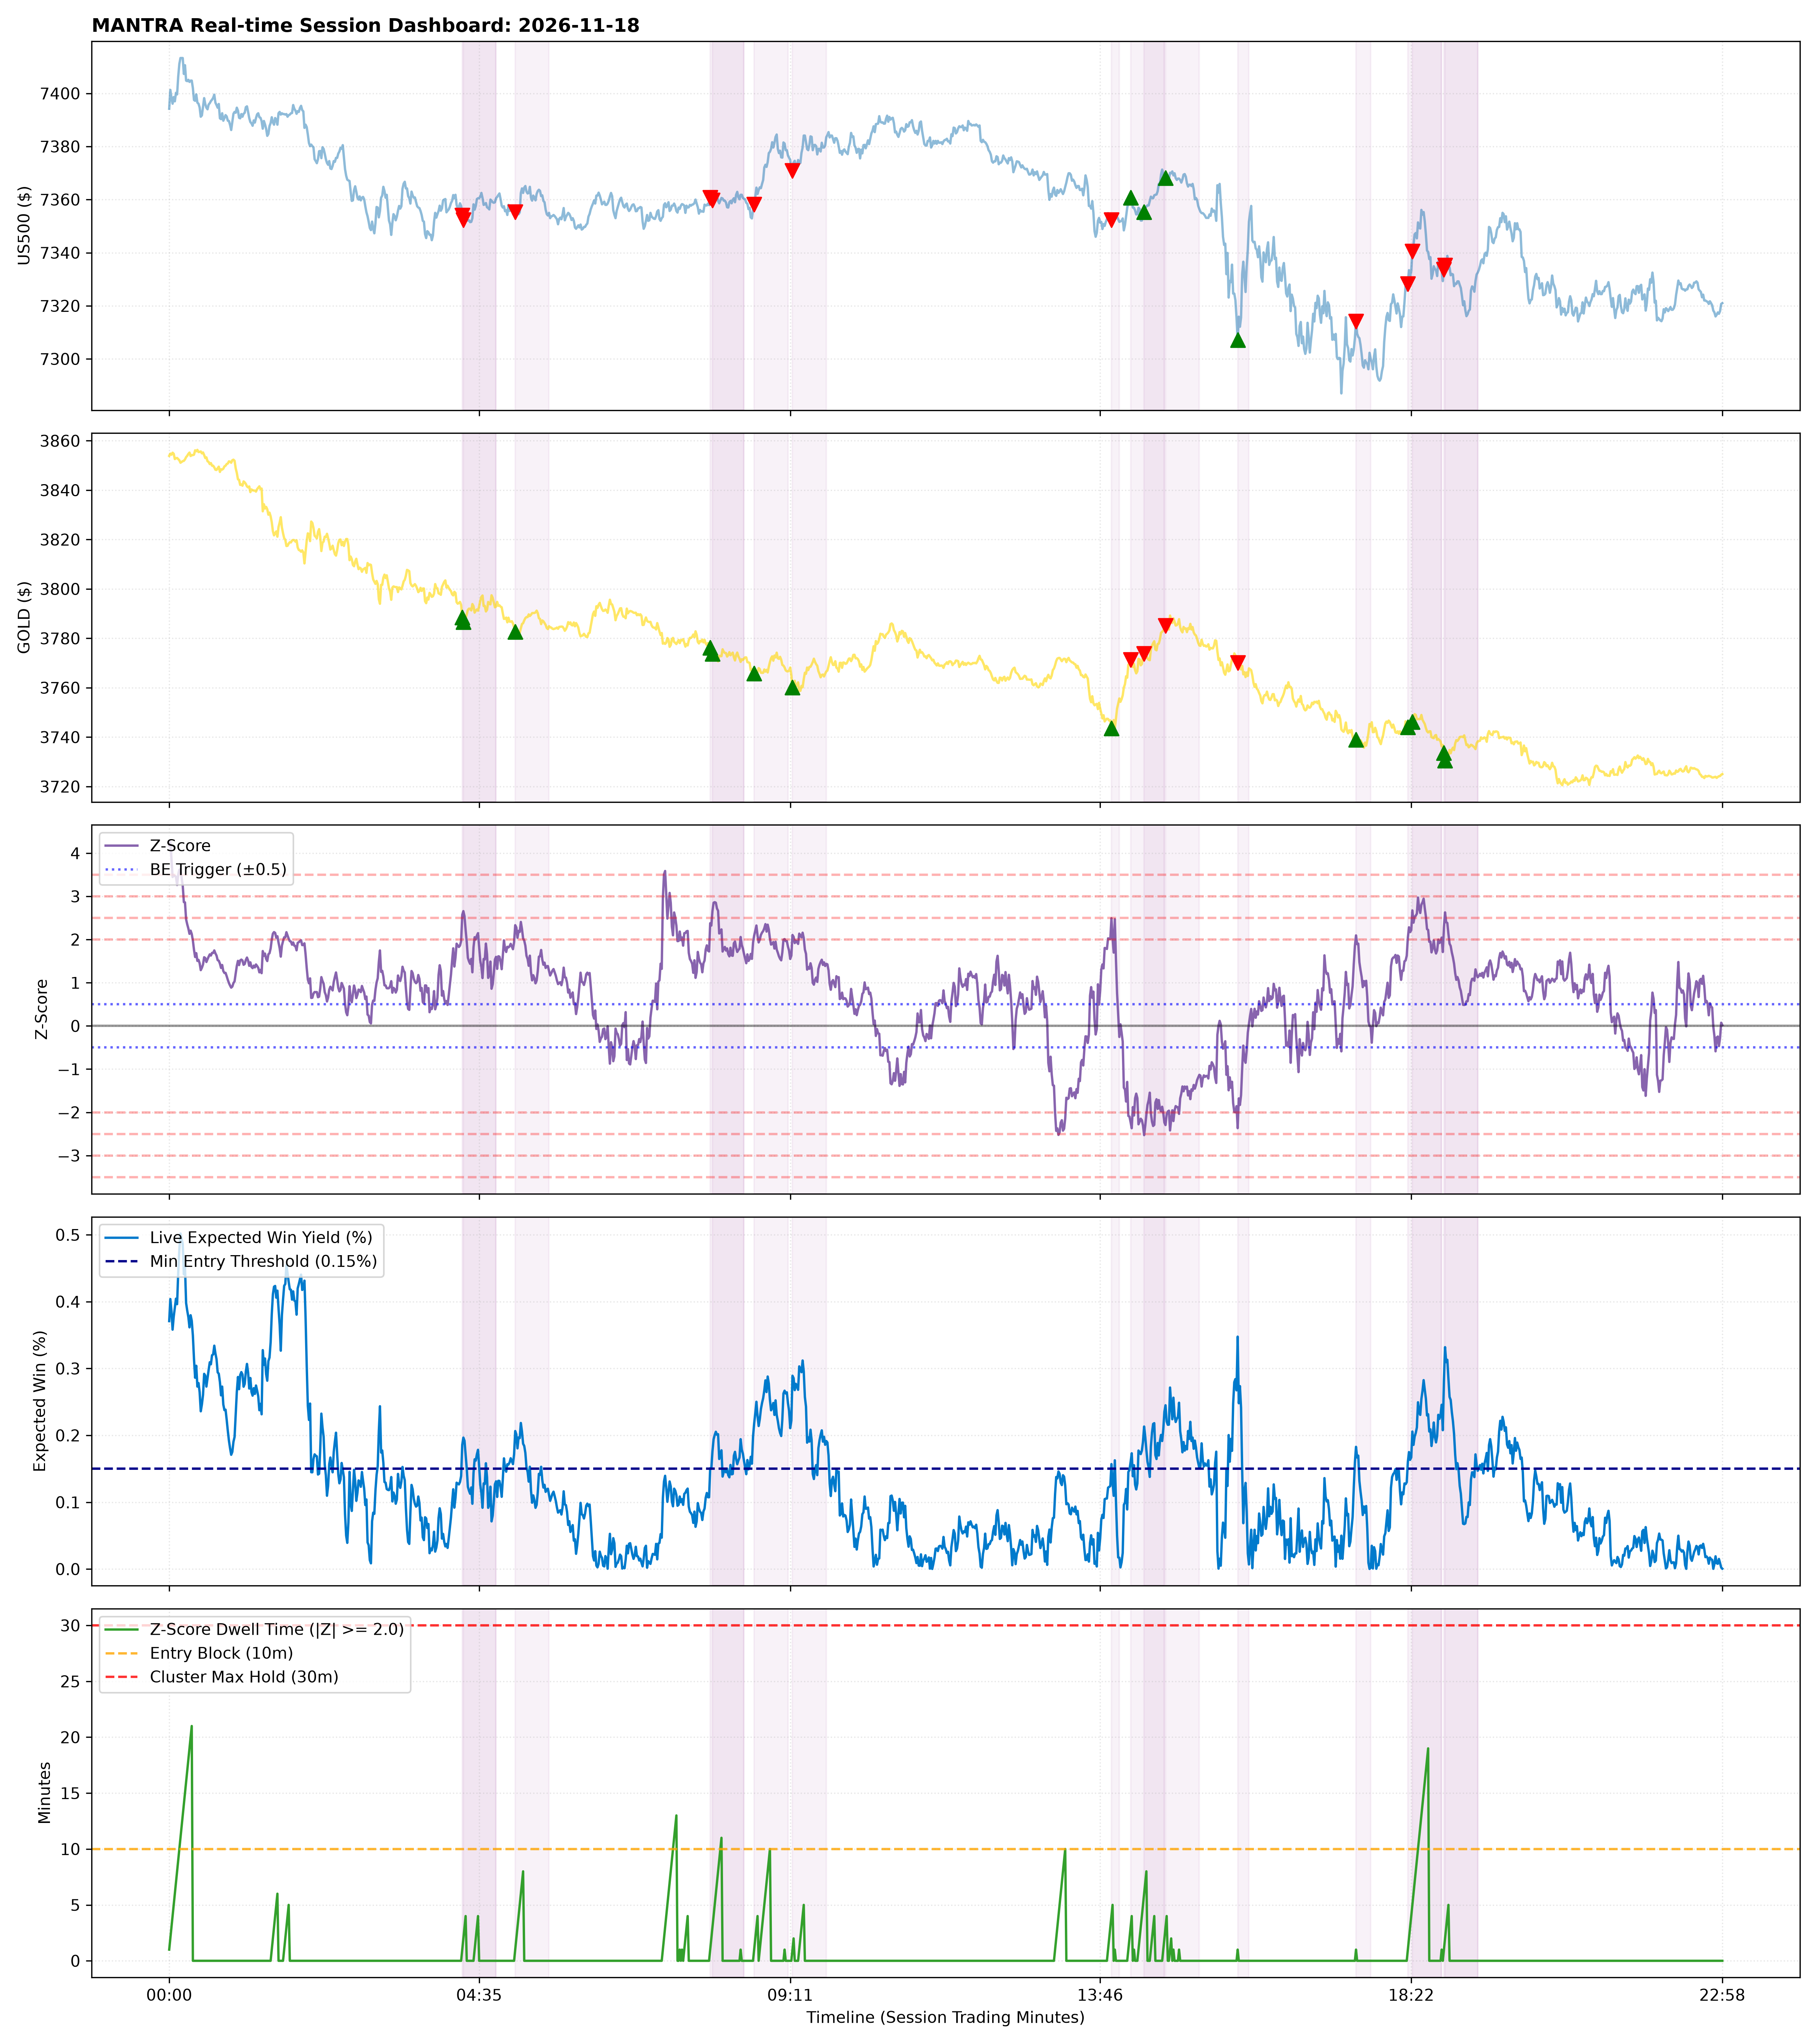 MANTRA Real-time Session Dashboard: 2026-11-18
US500 ($)
7400
7380
7360
7340
7320
7300
GOLD ($)
3860
3840
3820
3800
3780
3760
3740
3720
Z-Score
Z-Score
BE Trigger (±0.5)
4
3
2
1
0
−1
−2
−3
Expected Win (%)
Live Expected Win Yield (%)
Min Entry Threshold (0.15%)
0.5
0.4
0.3
0.2
0.1
0.0
Minutes
Z-Score Dwell Time (|Z| >= 2.0)
Entry Block (10m)
Cluster Max Hold (30m)
30
25
20
15
10
5
0
00:00 04:35 09:11 13:46 18:22 22:58
Timeline (Session Trading Minutes)